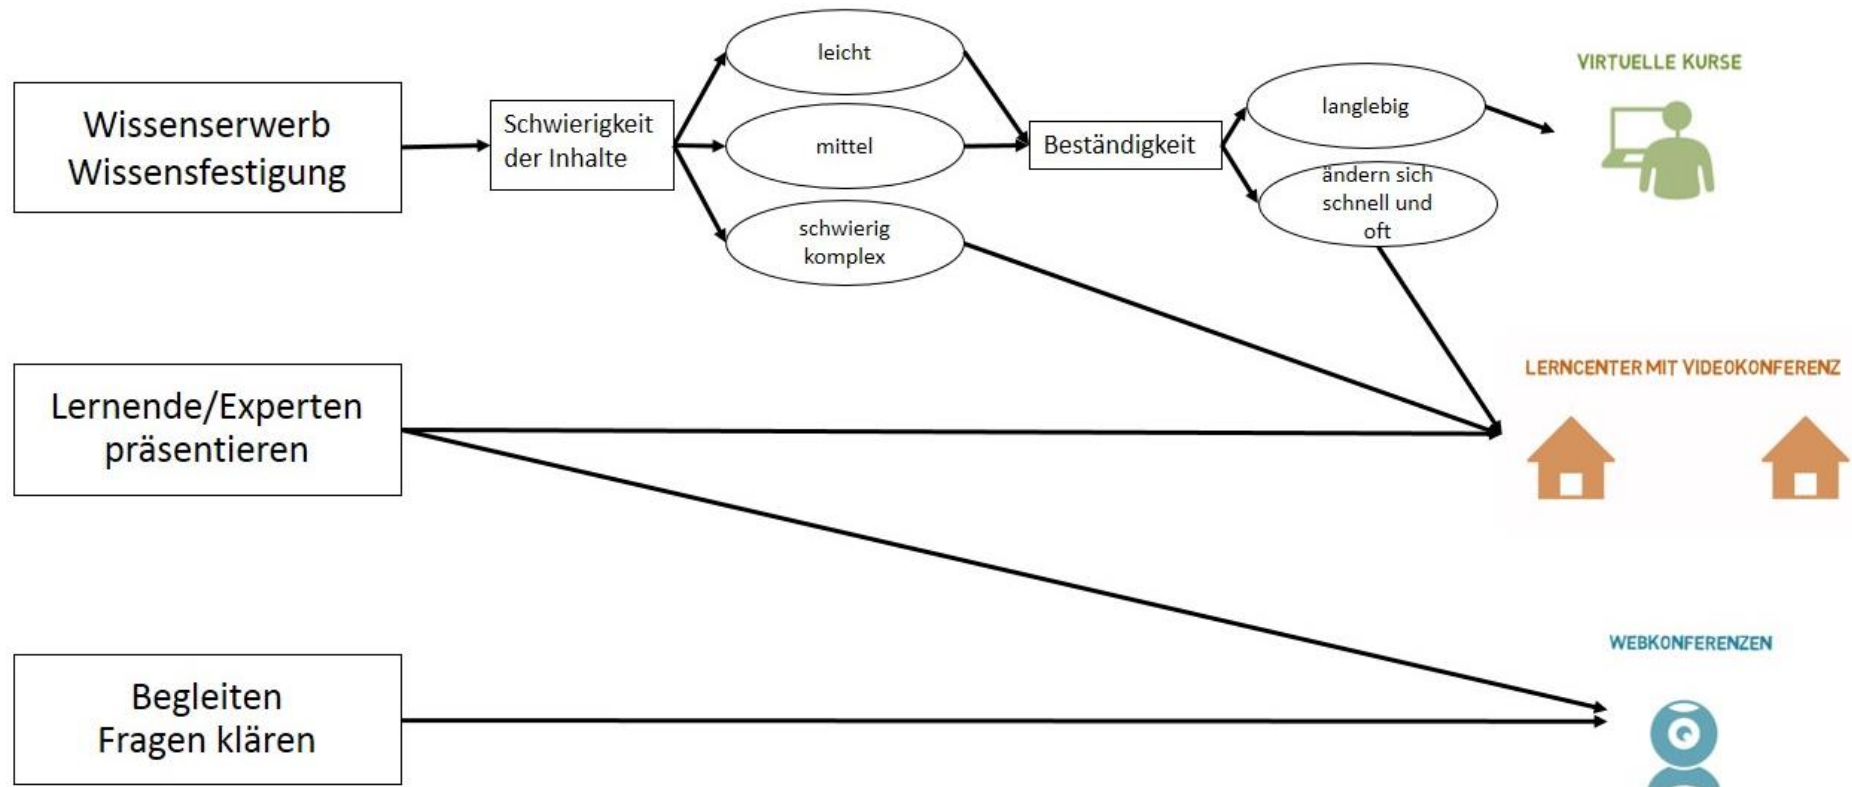 Wissenserwerb
Wissensfestigung
Schwierigkeit
der Inhalte
leicht
mittel
schwierig
komplex
Beständigkeit
langlebig
ändern sich
schnell und
oft
VIRTUELLE KURSE
Lernende/Experten
präsentieren
LERNCENTER MIT VIDEOKONFERENZ
Begleiten
Fragen klären
WEBKONFERENZEN